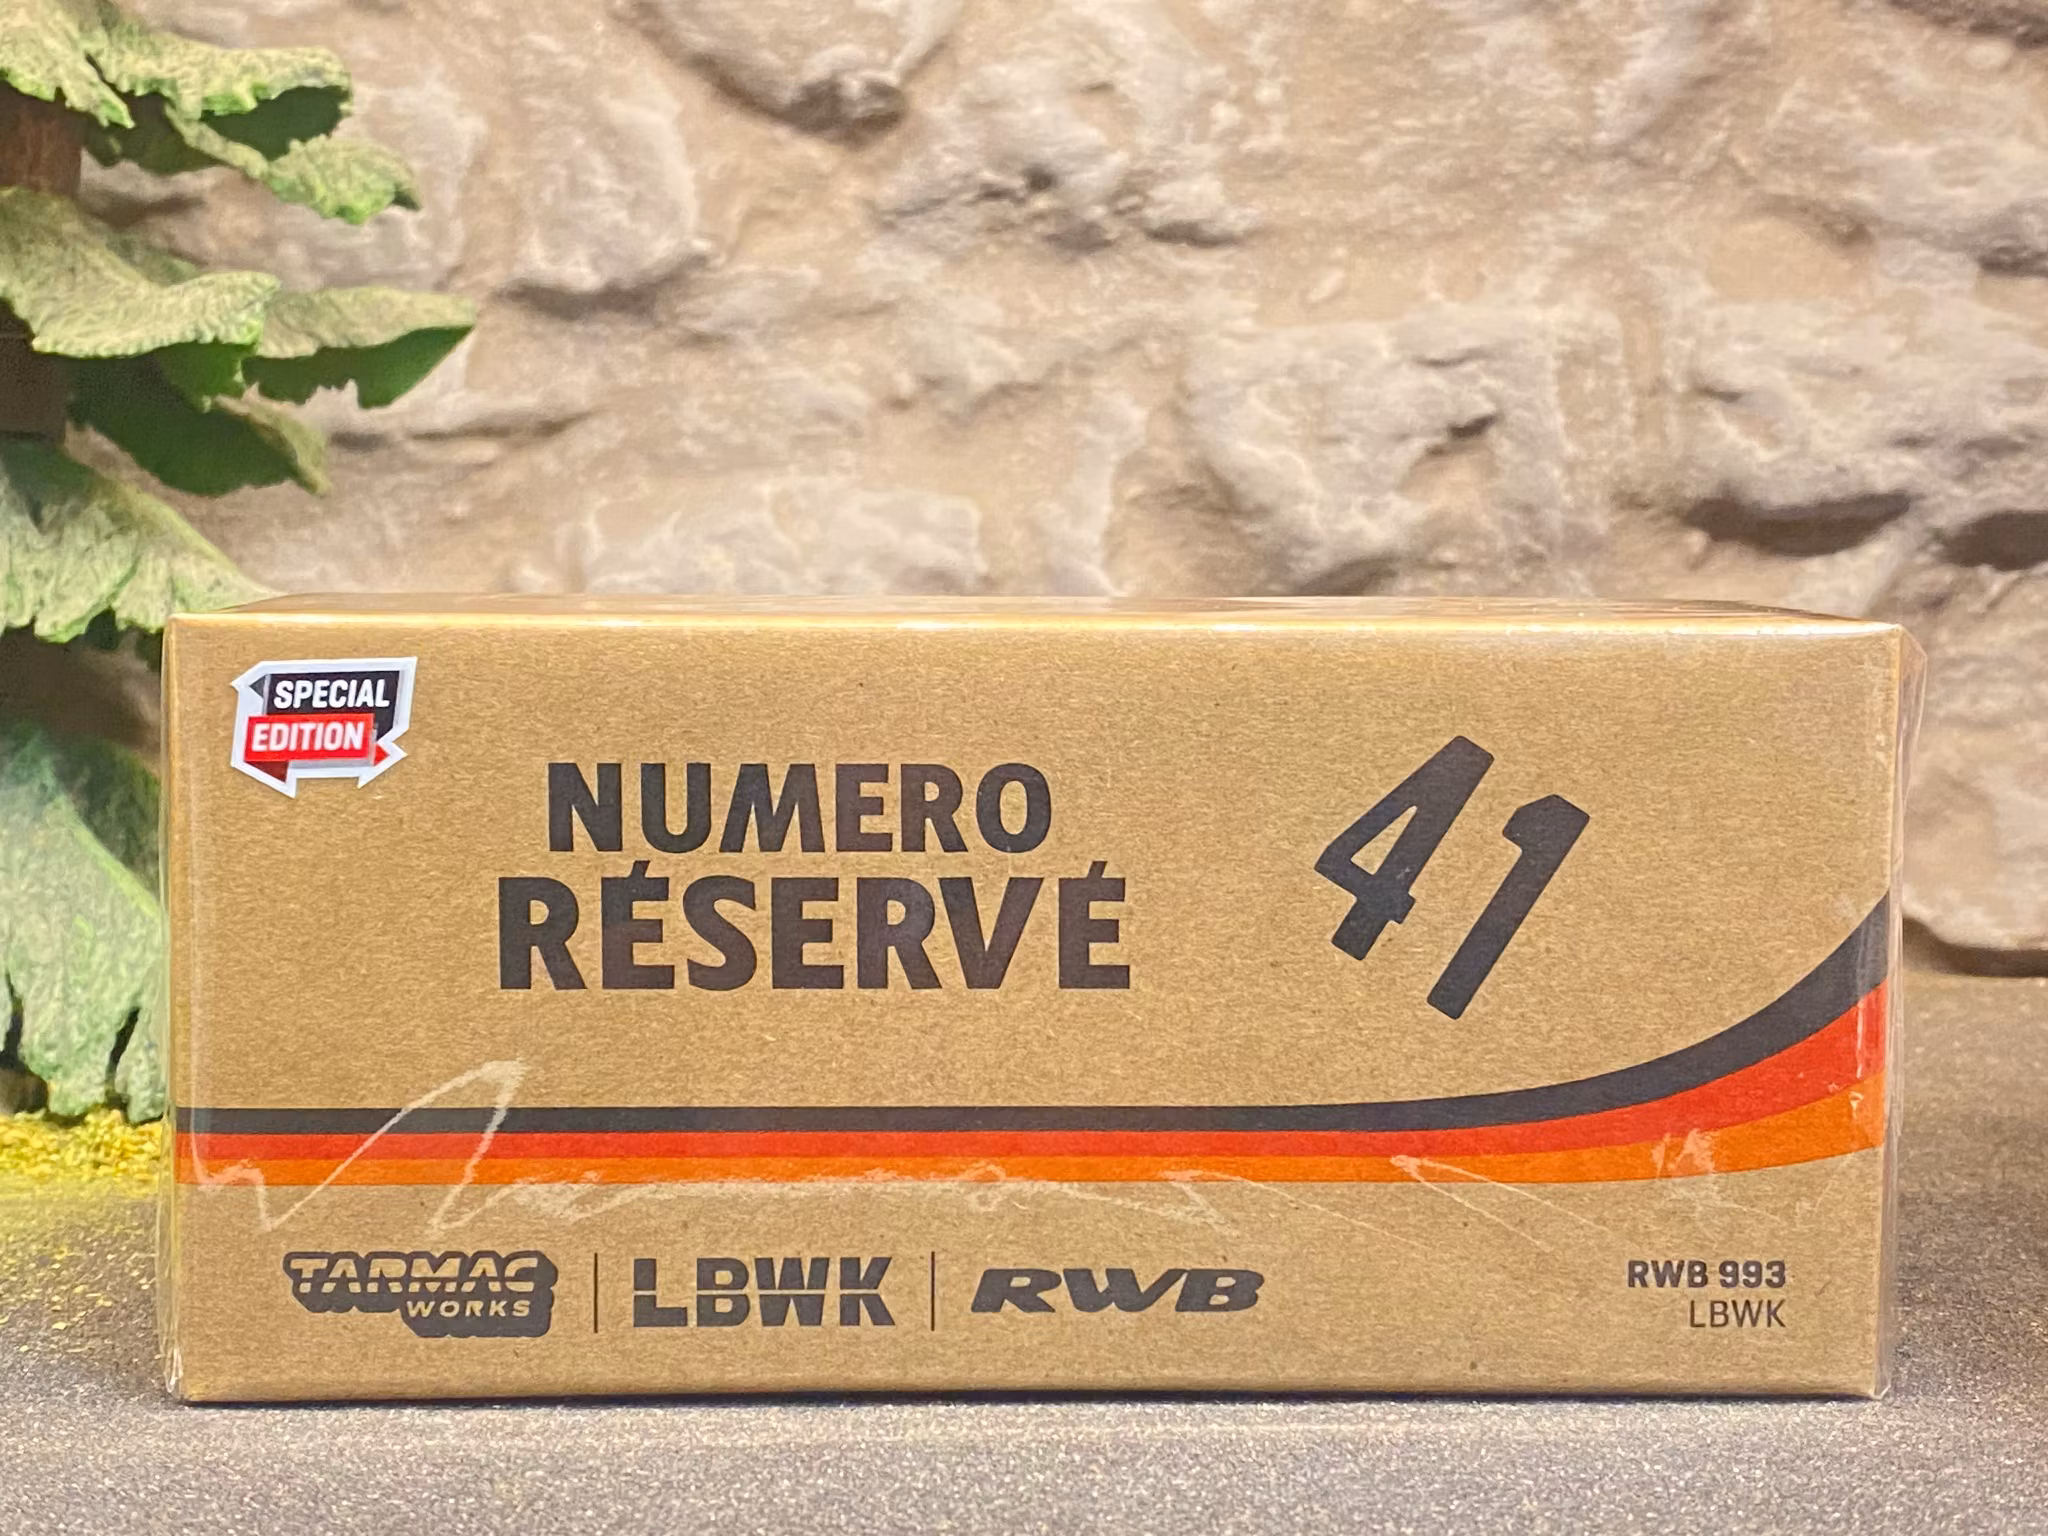 SPECIAL
EDITION
NUMERO
RÉSERVÉ
41
TARMAC
WORKS
LBWK
RWB
RWB 993
LBWK